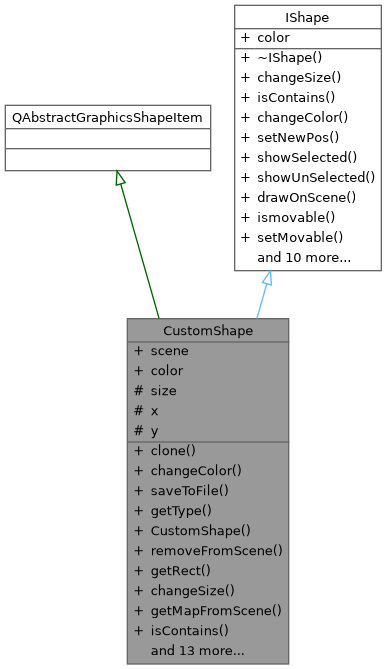 IShape
+ color
+ ~IShape()
+ changeSize()
+ isContains()
+ changeColor()
+ setNewPos()
+ showSelected()
+ showUnSelected()
+ drawOnScene()
+ ismovable()
+ setMovable()
and 10 more...
QAbstractGraphicsShapeItem
CustomShape
+ scene
+ color
# size
# x
# y
+ clone()
+ changeColor()
+ saveToFile()
+ getType()
+ CustomShape()
+ removeFromScene()
+ getRect()
+ changeSize()
+ getMapFromScene()
+ isContains()
and 13 more...